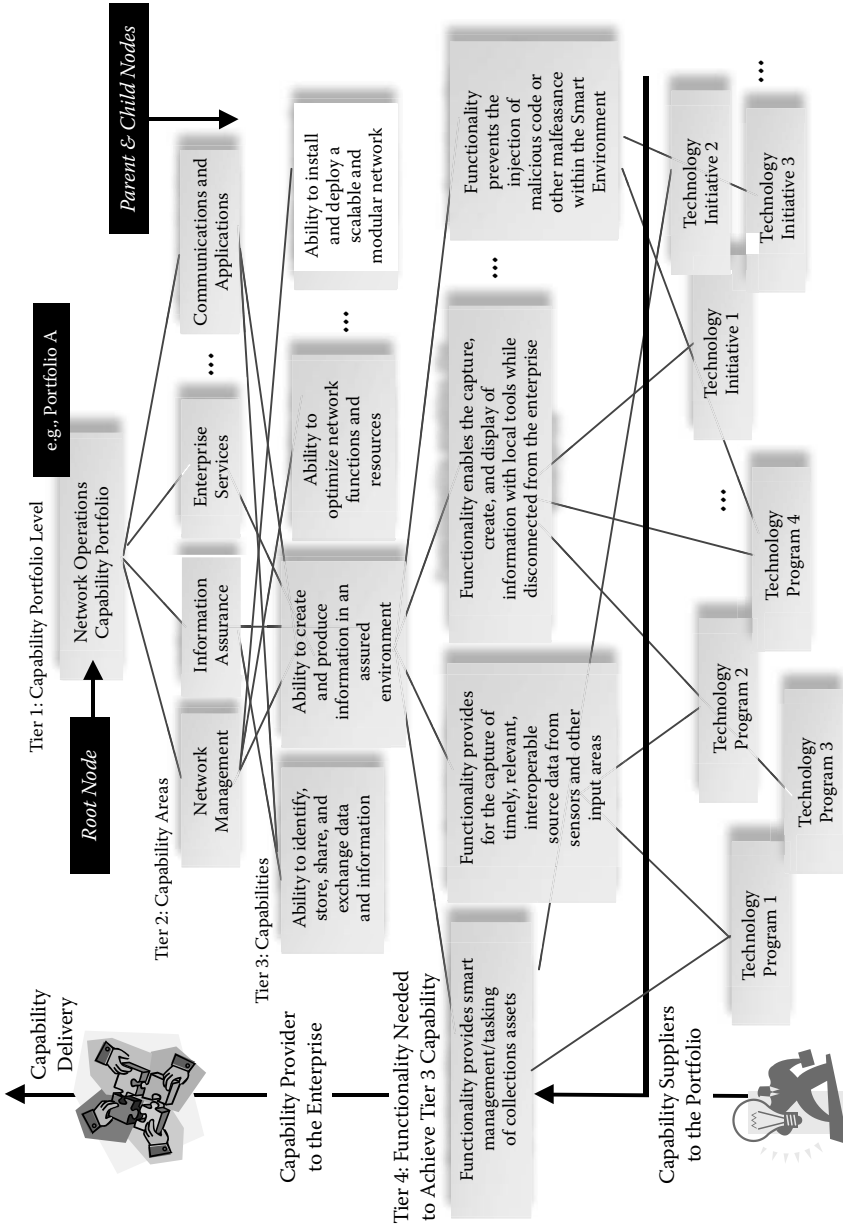 Capability
Delivery
Tier 1: Capability Portfolio Level
Root Node
Network Operations
Capability Portfolio
e.g., Portfolio A
Parent & Child Nodes
Tier 2: Capability Areas
Network
Management
Information
Assurance
Enterprise
Services
...
Communications and
Applications
Tier 3: Capabilities
Capability Provider
to the Enterprise
Ability to identify,
store, share, and
exchange data
and information
Ability to create
and produce
information in an
assured
environment
Ability to
optimize network
functions and
resources
...
Ability to install
and deploy a
scalable and
modular network
Tier 4: Functionality Needed
to Achieve Tier 3 Capability
Functionality provides smart
management/tasking
of collections assets
Functionality provides
for the capture of
timely, relevant,
interoperable
source data from
sensors and other
input areas
Functionality enables the capture,
create, and display of
information with local tools while
disconnected from the enterprise
...
Functionality
prevents the
injection of
malicious code or
other malfeasance
within the Smart
Environment
Capability Suppliers
to the Portfolio
Technology
Program 1
Technology
Program 2
Technology
Program 3
Technology
Program 4
...
Technology
Initiative 1
Technology
Initiative 2
Technology
Initiative 3
...